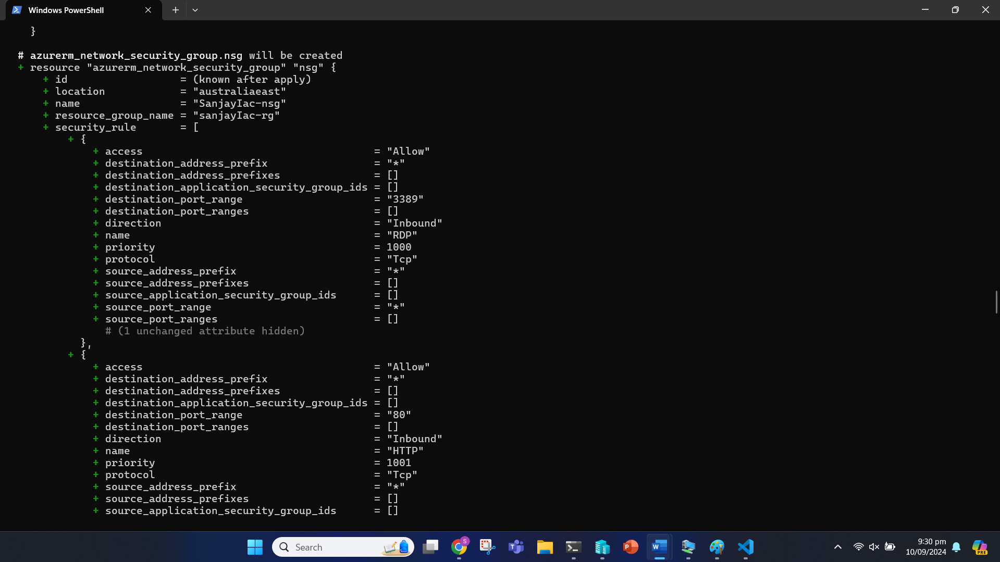 Windows PowerShell
}
# azurerm_network_security_group.nsg will be created
+ resource "azurerm_network_security_group" "nsg" {
+ id = (known after apply)
+ location = "australiaeast"
+ name = "SanjayIac-nsg"
+ resource_group_name = "sanjayIac-rg"
+ security_rule = [
+ {
+ access = "Allow"
+ destination_address_prefix = "*"
+ destination_address_prefixes = []
+ destination_application_security_group_ids = []
+ destination_port_range = "3389"
+ destination_port_ranges = []
+ direction = "Inbound"
+ name = "RDP"
+ priority = 1000
+ protocol = "Tcp"
+ source_address_prefix = "*"
+ source_address_prefixes = []
+ source_application_security_group_ids = []
+ source_port_range = "*"
+ source_port_ranges = []
# (1 unchanged attribute hidden)
},
+ {
+ access = "Allow"
+ destination_address_prefix = "*"
+ destination_address_prefixes = []
+ destination_application_security_group_ids = []
+ destination_port_range = "80"
+ destination_port_ranges = []
+ direction = "Inbound"
+ name = "HTTP"
+ priority = 1001
+ protocol = "Tcp"
+ source_address_prefix = "*"
+ source_address_prefixes = []
+ source_application_security_group_ids = []
Search
S
T
P
W
9:30 pm
10/09/2024
PRE